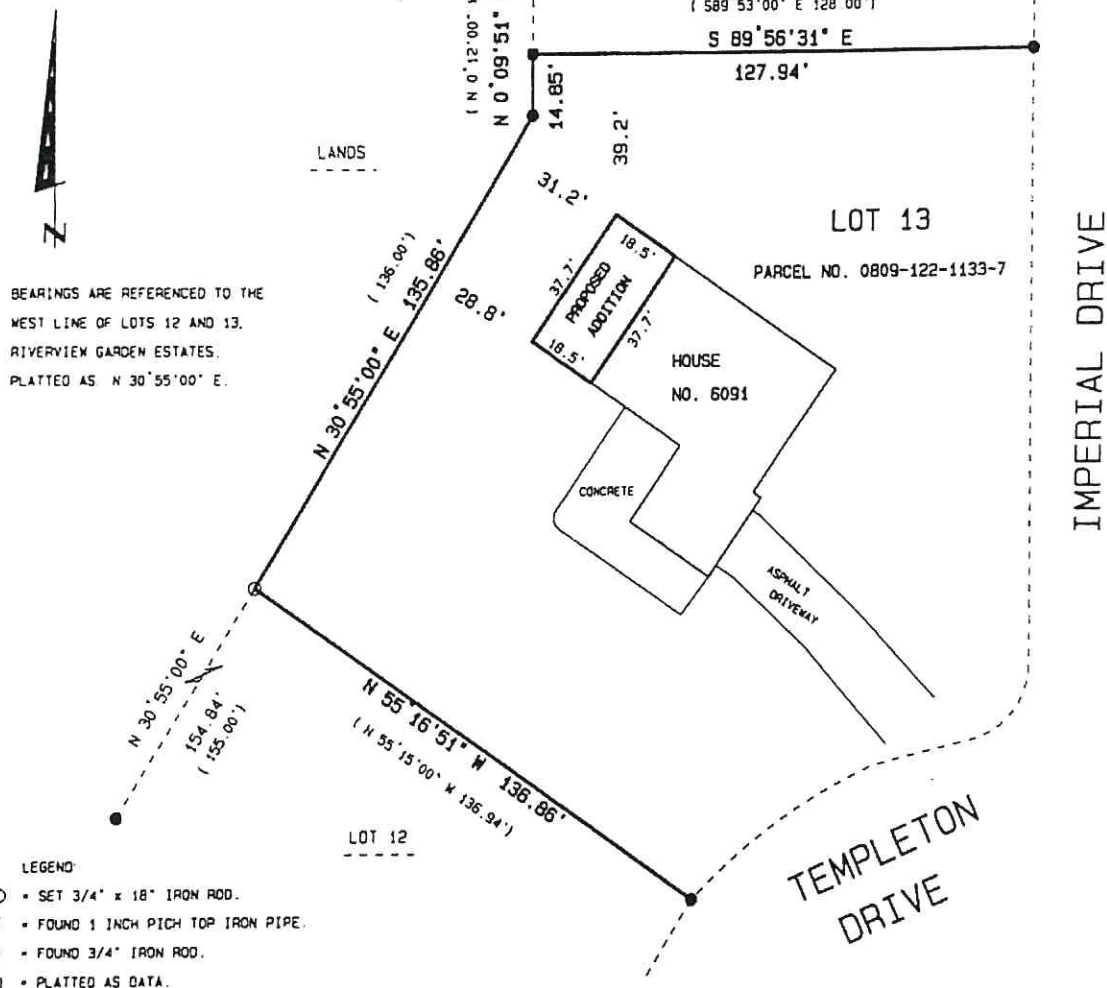 ( S89°53'00" E 128.00')
S 89°56'31" E
127.94'
N 0°09'51"
( N 0°12'00"
14.85'
39.2'
31.2'
LANDS
LOT 13
PARCEL NO. 0809-122-1133-7
IMPERIAL DRIVE
N
BEARINGS ARE REFERENCED TO THE
WEST LINE OF LOTS 12 AND 13,
RIVERVIEW GARDEN ESTATES.
PLATTED AS N 30°55'00" E.
( 136.00')
N 30°55'00" E 135.86'
28.8'
18.5'
37.7'
PROPOSED
ADDITION
37.7'
18.5'
HOUSE
NO. 6091
CONCRETE
ASPHALT
DRIVEWAY
N 30°55'00" E
154.84'
( 155.00')
N 55°16'51" W 136.86'
( N 55°15'00" W 136.94')
LOT 12
TEMPLETON
DRIVE
LEGEND
= SET 3/4" x 18" IRON ROD.
= FOUND 1 INCH PICH TOP IRON PIPE.
= FOUND 3/4" IRON ROD.
) = PLATTED AS DATA.